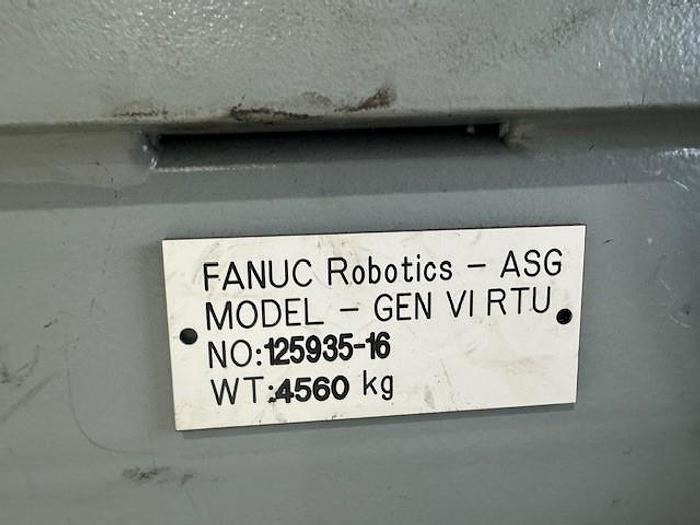 FANUC Robotics - ASG
MODEL - GEN VI RTU
NO:125935-16
WT:4560 kg